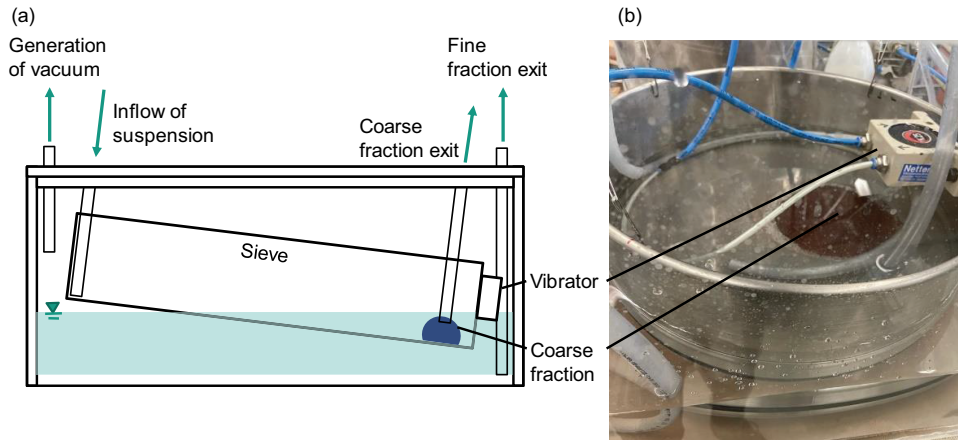 (a)
Generation
of vacuum
Inflow of
suspension
Fine
fraction exit
Coarse
fraction exit
Sieve
Vibrator
Coarse
fraction
(b)
Netter